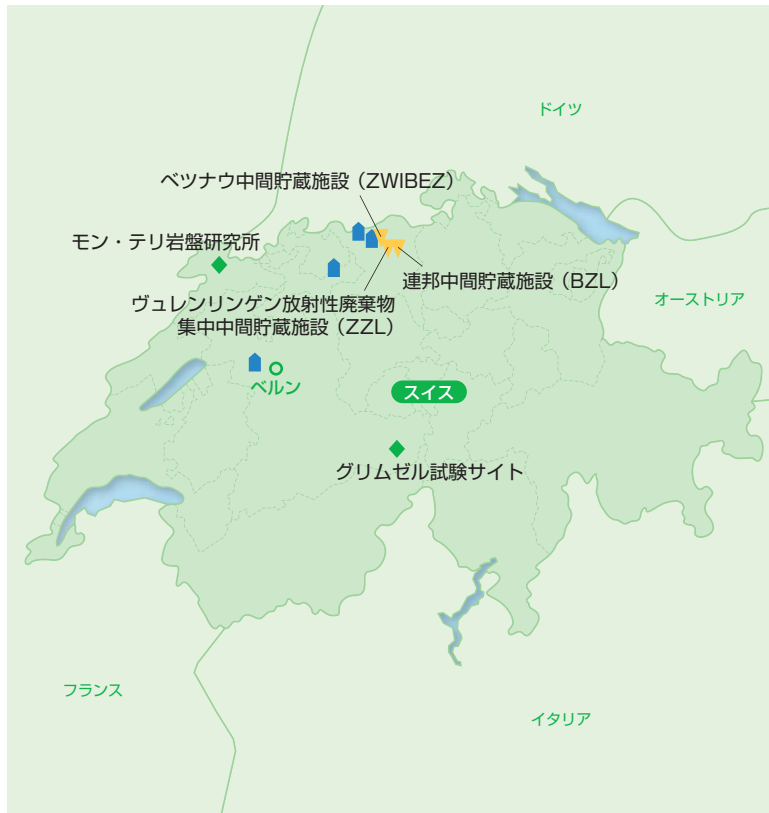 ドイツ
ベツナウ中間貯蔵施設（ZWIBEZ）
モン・テリ岩盤研究所
連邦中間貯蔵施設（BZL）
オーストリア
ヴュレンリンゲン放射性廃棄物
集中中間貯蔵施設（ZZL）
ベルン
スイス
グリムゼル試験サイト
フランス
イタリア